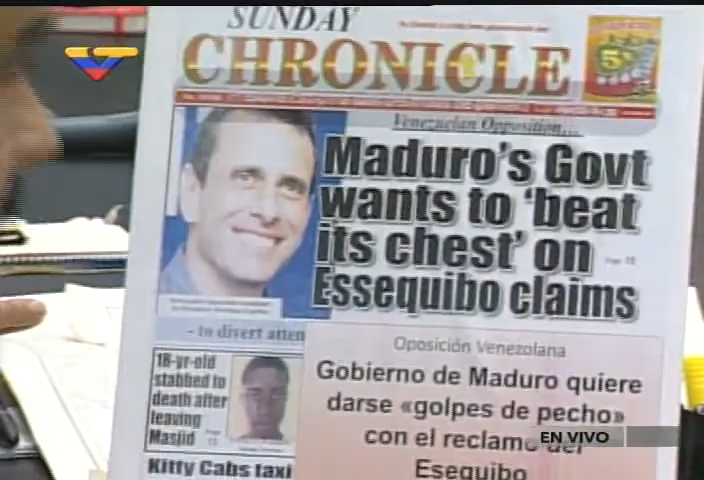 SUNDAY
CHRONICLE
Venezuelan Opposition...
Maduro's Govt
wants to 'beat
its chest' on
Essequibo claims
- to divert atten
18-yr-old
stabbed to
death after
leaving
Masjid
Kitty Cabs taxi
Oposición Venezolana
Gobierno de Maduro quiere
darse «golpes de pecho»
con el reclamo del
Esequibo
EN VIVO